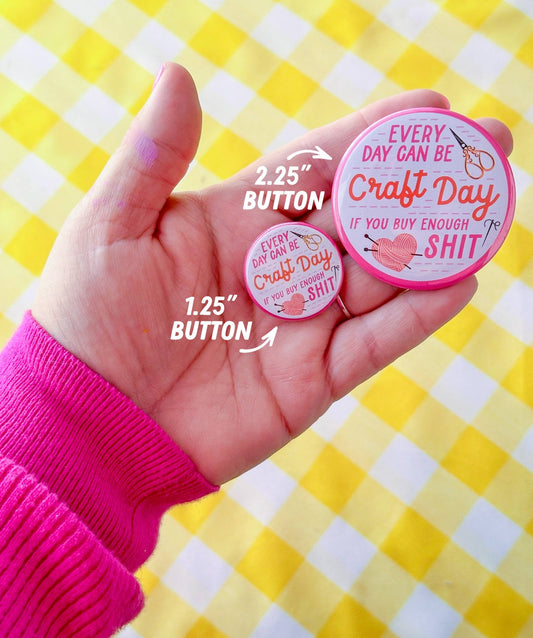 2.25”
BUTTON
EVERY
DAY CAN BE
Craft Day
IF YOU BUY ENOUGH
SHIT
1.25”
BUTTON
EVERY
DAY CAN BE
Craft Day
IF YOU BUY ENOUGH
SHIT